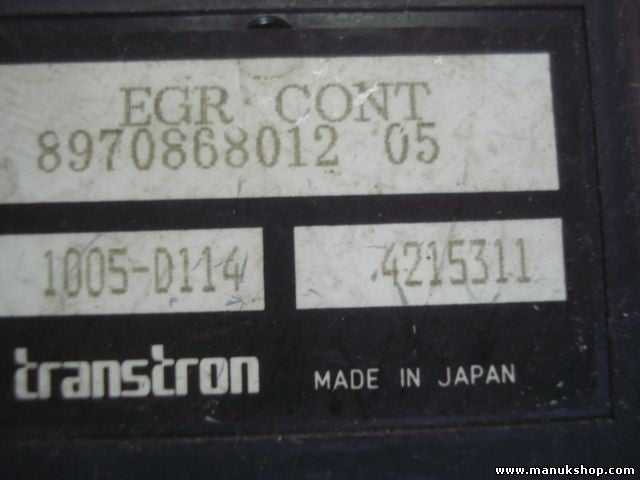 EGR CONT
8970868012 05
1005-D114
4215311
transtron
MADE IN JAPAN
www.manukshop.com